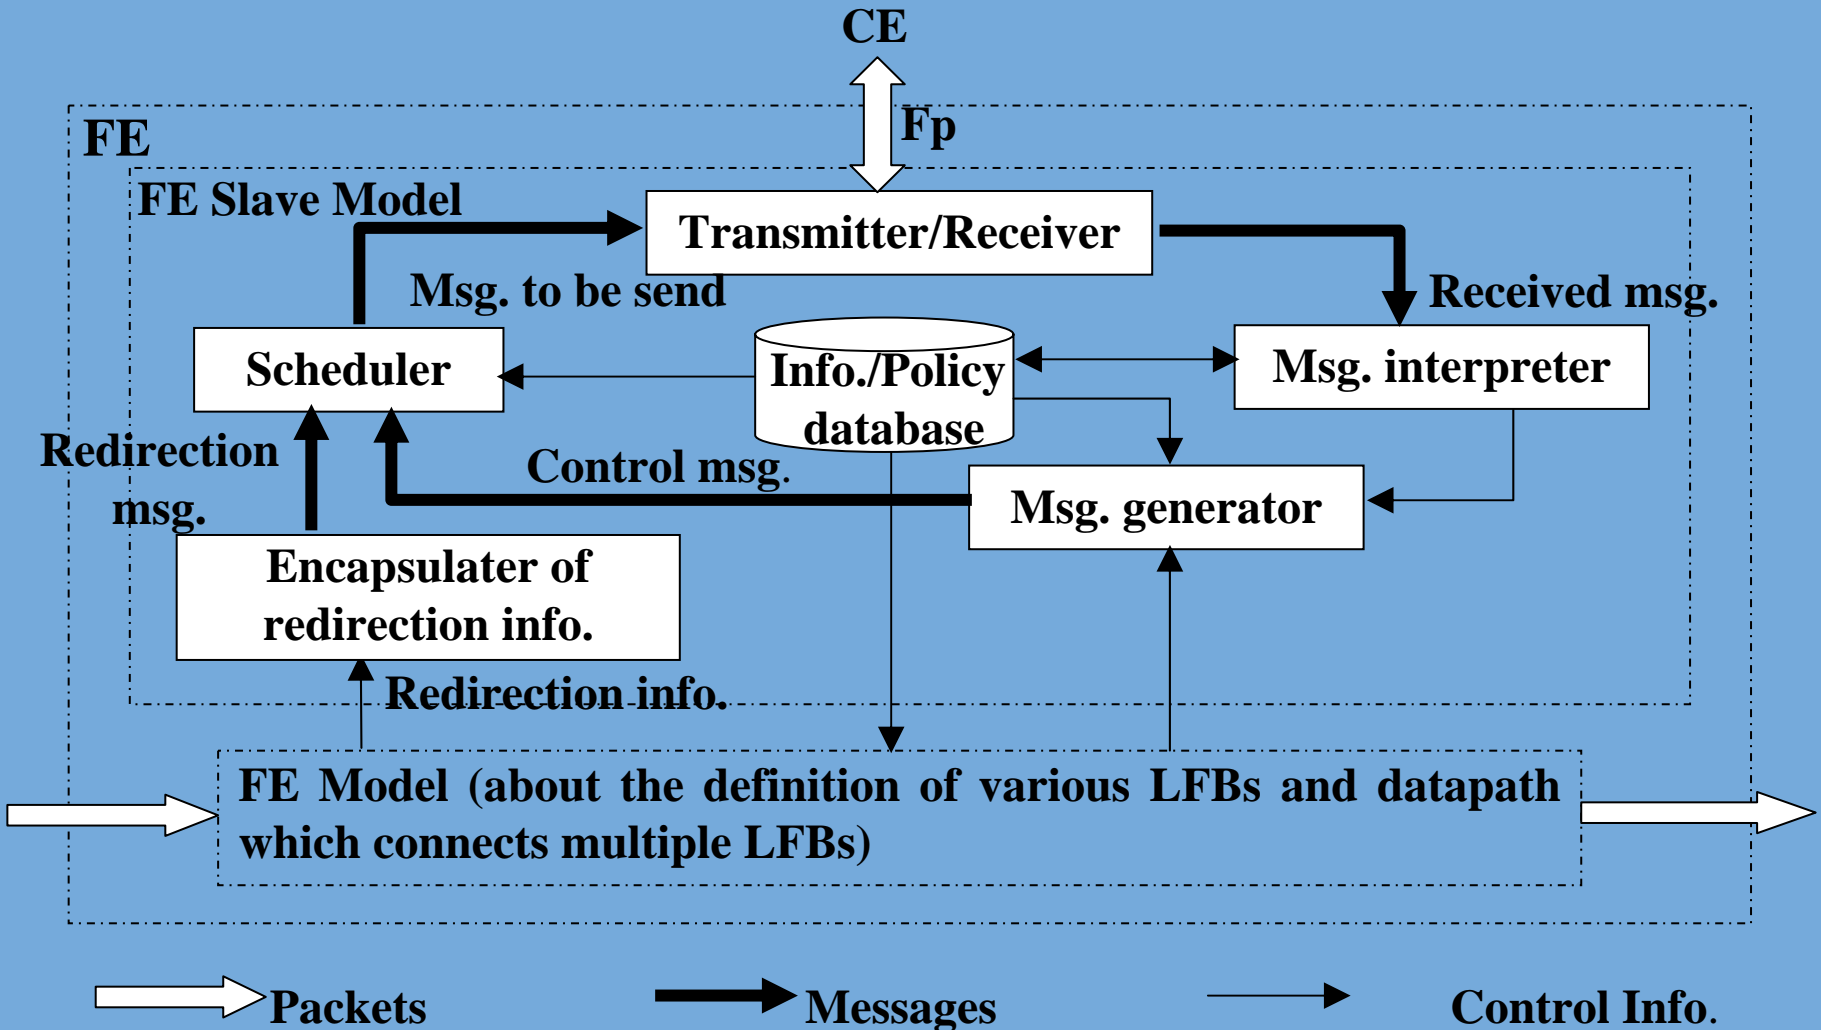 CE
Fp
FE
FE Slave Model
Transmitter/Receiver
Msg. to be send
Received msg.
Scheduler
Info./Policy
database
Msg. interpreter
Redirection
msg.
Control msg.
Msg. generator
Encapsulater of
redirection info.
Redirection info.
FE Model (about the definition of various LFBs and datapath
which connects multiple LFBs)
Packets
Messages
Control Info.